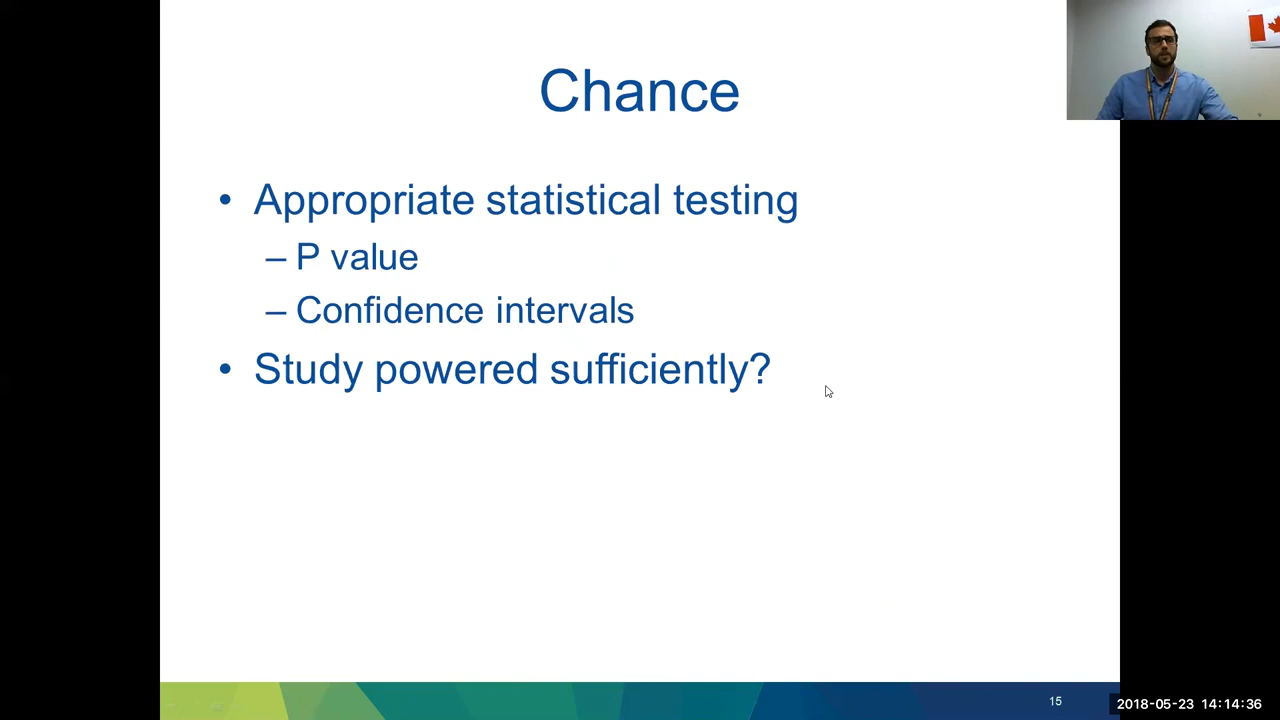 Chance
• Appropriate statistical testing
– P value
– Confidence intervals
• Study powered sufficiently?
15
2018-05-23 14:14:36